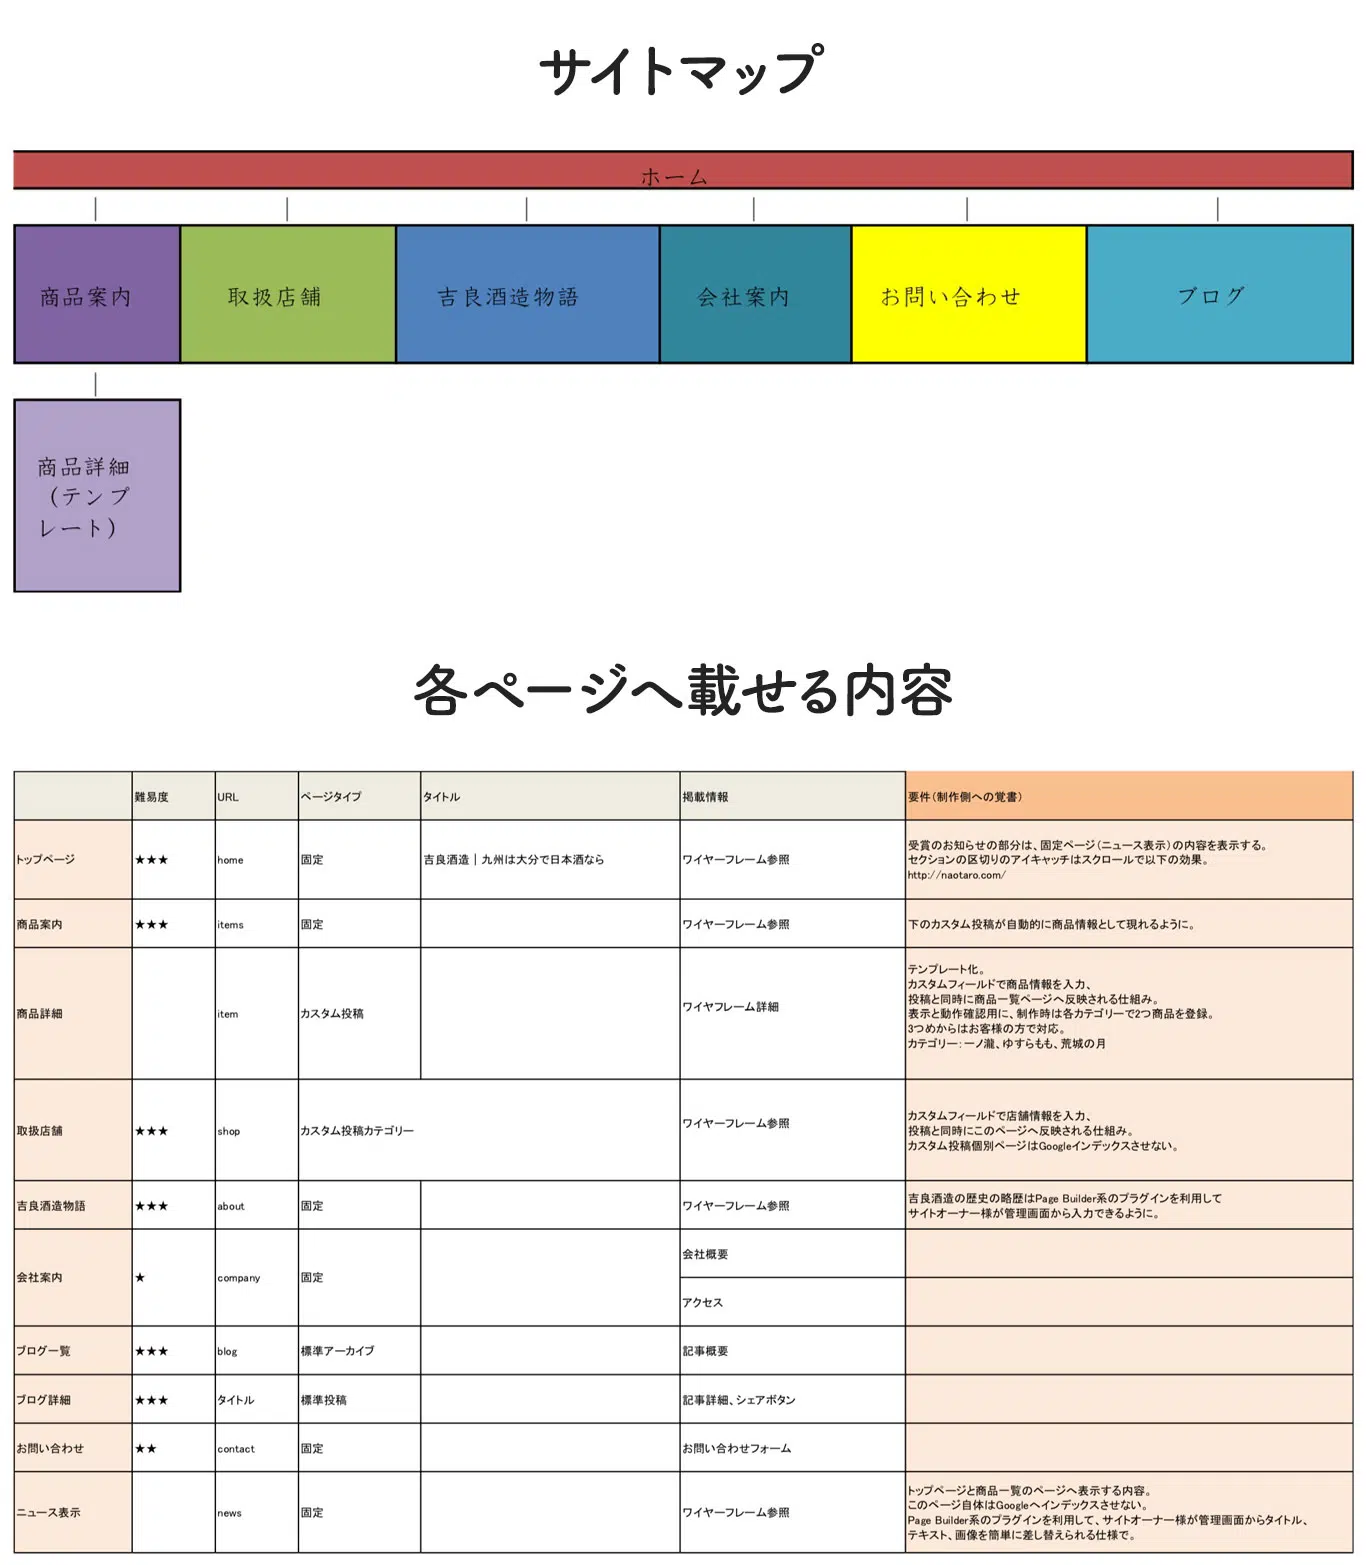 サイトマップ
ホーム
商品案内 取扱店舗 吉良酒造物語 会社案内 お問い合わせ ブログ
商品詳細
（テンプ
レート）
各ページへ載せる内容
難易度 URL ページタイプ タイトル 掲載情報 要件（制作側への覚書）
トップページ ★★★ home 固定 吉良酒造｜九州は大分で日本酒なら ワイヤーフレーム参照
受賞のお知らせの部分は、固定ページ（ニュース表示）の内容を表示する。
セクションの区切りのアイキャッチはスクロールで以下の効果。
http://naotaro.com/
商品案内 ★★★ items 固定 ワイヤーフレーム参照 下のカスタム投稿が自動的に商品情報として現れるように。
商品詳細 item カスタム投稿 ワイヤフレーム詳細
テンプレート化。
カスタムフィールドで商品情報を入力、
投稿と同時に商品一覧ページへ反映される仕組み。
表示と動作確認用に、制作時は各カテゴリーで2つ商品を登録。
3つめからはお客様の方で対応。
カテゴリー：一ノ瀧、ゆすらもも、荒城の月
取扱店舗 ★★★ shop カスタム投稿カテゴリー ワイヤーフレーム参照
カスタムフィールドで店舗情報を入力、
投稿と同時にこのページへ反映される仕組み。
カスタム投稿個別ページはGoogleインデックスさせない。
吉良酒造物語 ★★★ about 固定 ワイヤーフレーム参照
吉良酒造の歴史の略歴はPage Builder系のプラグインを利用して
サイトオーナー様が管理画面から入力できるように。
会社案内 ★ company 固定 会社概要
アクセス
ブログ一覧 ★★★ blog 標準アーカイブ 記事概要
ブログ詳細 ★★★ タイトル 標準投稿 記事詳細、シェアボタン
お問い合わせ ★★ contact 固定 お問い合わせフォーム
ニュース表示 news 固定 ワイヤーフレーム参照
トップページと商品一覧のページへ表示する内容。
このページ自体はGoogleへインデックスさせない。
Page Builder系のプラグインを利用して、サイトオーナー様が管理画面からタイトル、
テキスト、画像を簡単に差し替えられる仕様で。